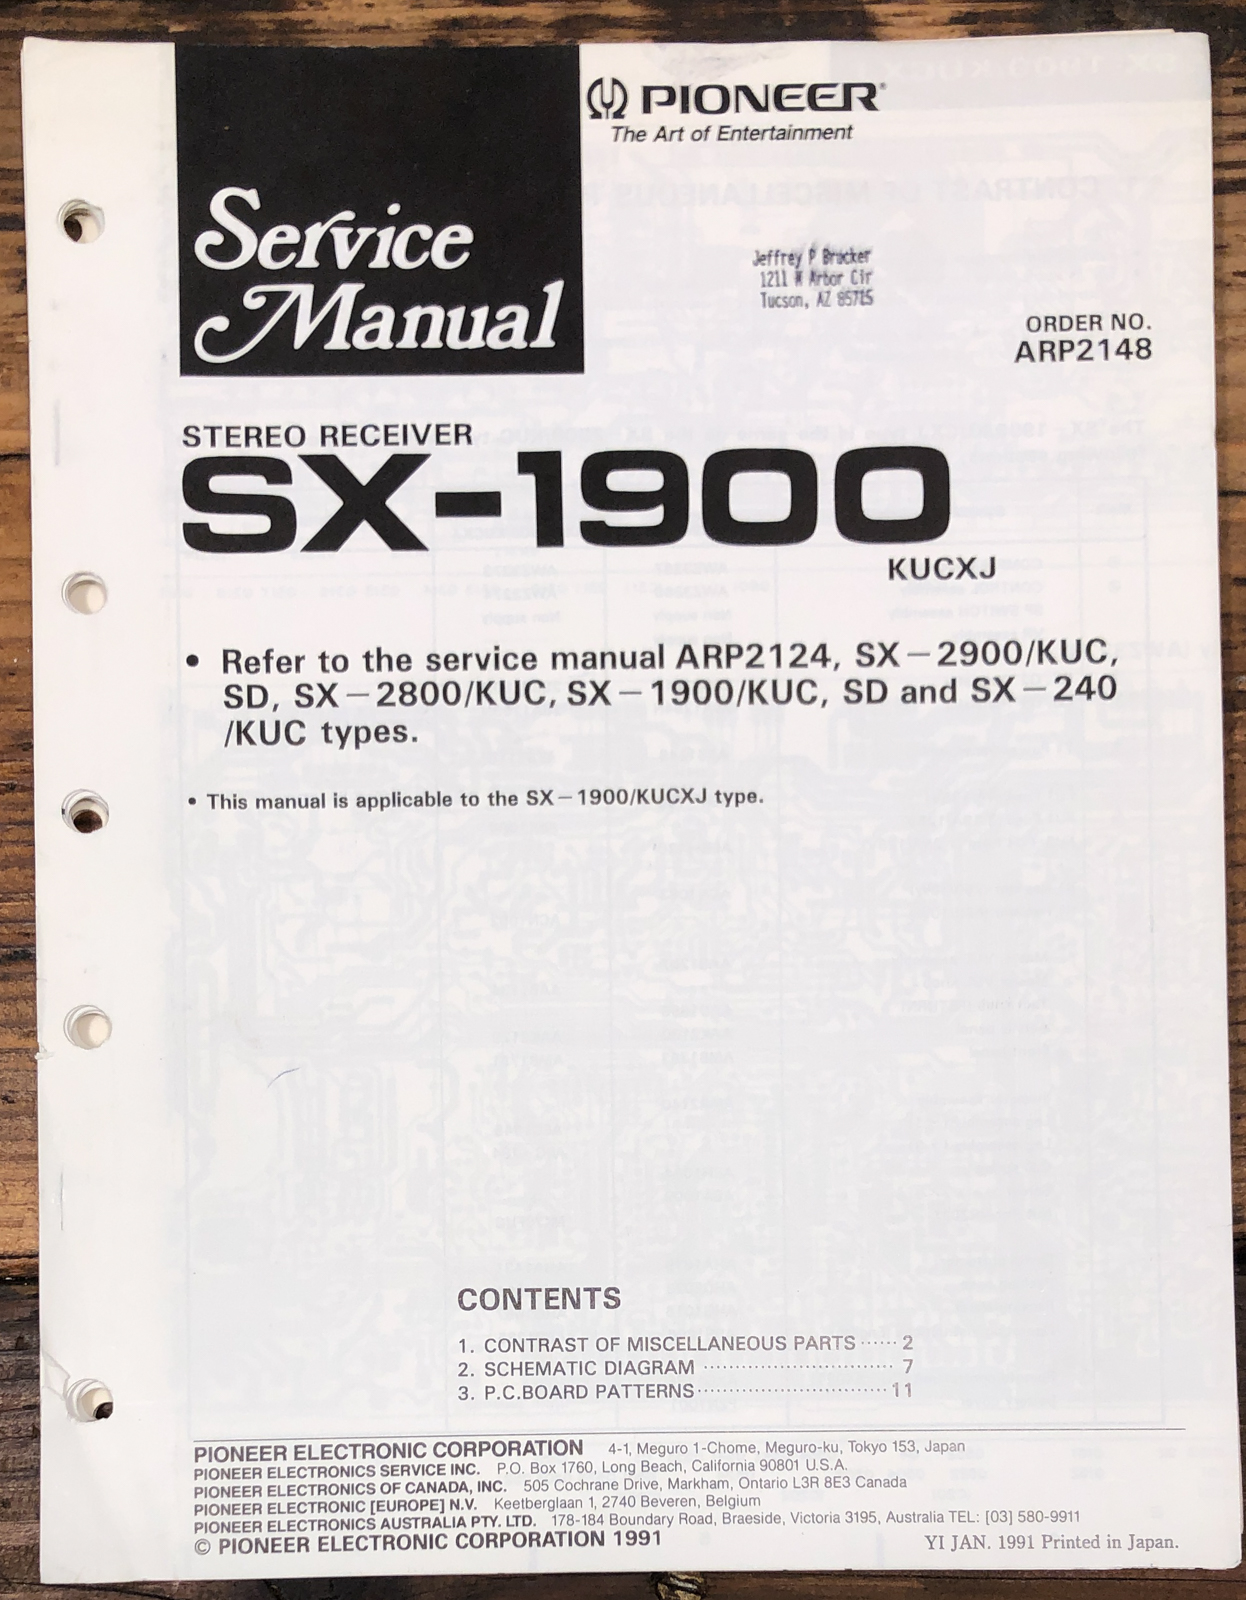 PIONEER®
The Art of Entertainment
Service
Manual
Jeffrey P Brucker
1211 N Arbor Cir
Tucson, AZ 85715
ORDER NO.
ARP2148
STEREO RECEIVER
SX-1900
KUCXJ
• Refer to the service manual ARP2124, SX－2900/KUC,
SD, SX－2800/KUC, SX－1900/KUC, SD and SX－240
/KUC types.
• This manual is applicable to the SX－1900/KUCXJ type.
CONTENTS
1. CONTRAST OF MISCELLANEOUS PARTS ······ 2
2. SCHEMATIC DIAGRAM ···························· 7
3. P.C.BOARD PATTERNS···························· 11
PIONEER ELECTRONIC CORPORATION 4-1, Meguro 1-Chome, Meguro-ku, Tokyo 153, Japan
PIONEER ELECTRONICS SERVICE INC. P.O. Box 1760, Long Beach, California 90801 U.S.A.
PIONEER ELECTRONICS OF CANADA, INC. 505 Cochrane Drive, Markham, Ontario L3R 8E3 Canada
PIONEER ELECTRONIC [EUROPE] N.V. Keetberglaan 1, 2740 Beveren, Belgium
PIONEER ELECTRONICS AUSTRALIA PTY. LTD. 178-184 Boundary Road, Braeside, Victoria 3195, Australia TEL: [03] 580-9911
© PIONEER ELECTRONIC CORPORATION 1991
YI JAN. 1991 Printed in Japan.